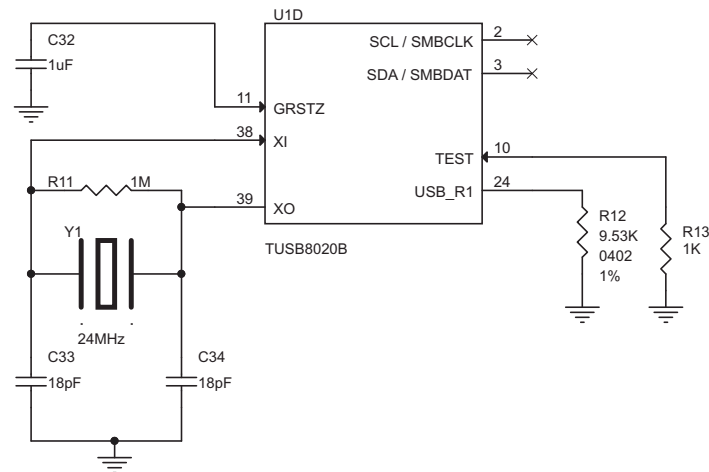 U1D
C32
1uF
SCL / SMBCLK
2
SDA / SMBDAT
3
11
GRSTZ
38
XI
TEST
10
R11
1M
USB_R1
24
39
XO
R12
9.53K
0402
1%
R13
1K
Y1
TUSB8020B
24MHz
C33
18pF
C34
18pF